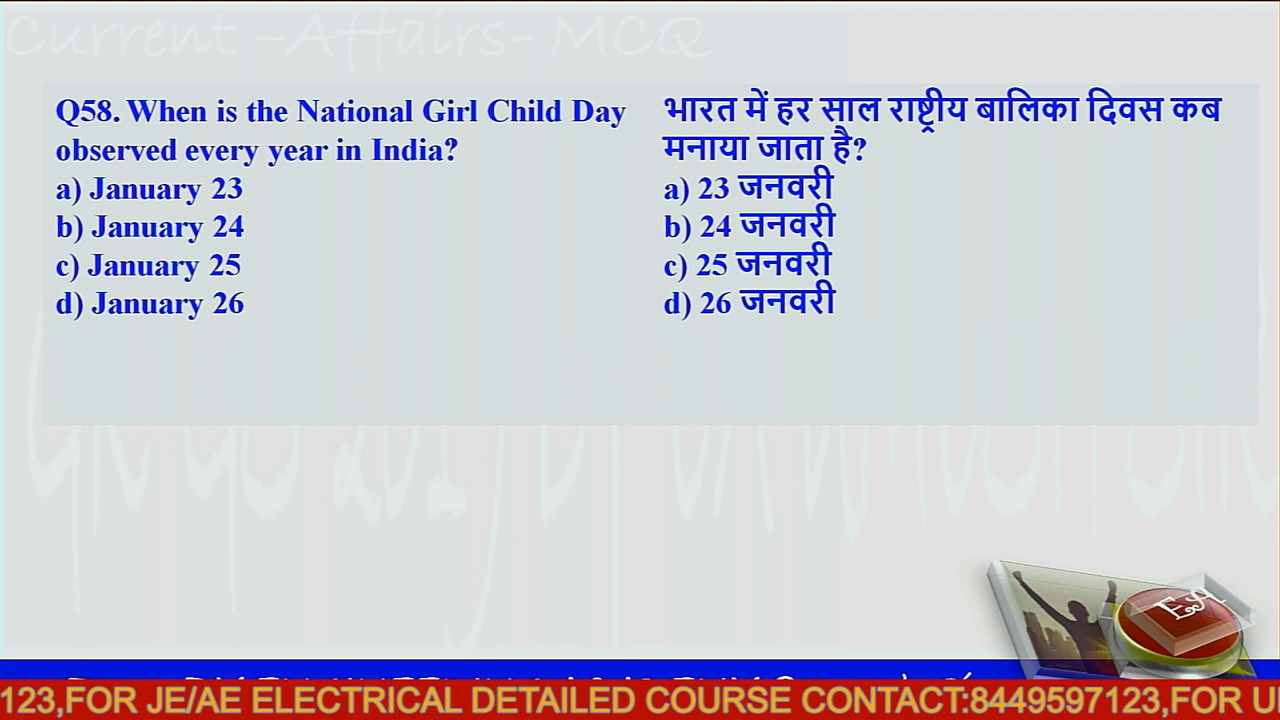 Current -Affairs- MCQ
Q58. When is the National Girl Child Day
observed every year in India?
a) January 23
b) January 24
c) January 25
d) January 26
भारत में हर साल राष्ट्रीय बालिका दिवस कब
मनाया जाता है?
a) 23 जनवरी
b) 24 जनवरी
c) 25 जनवरी
d) 26 जनवरी
EA
123,FOR JE/AE ELECTRICAL DETAILED COURSE CONTACT:8449597123,FOR U